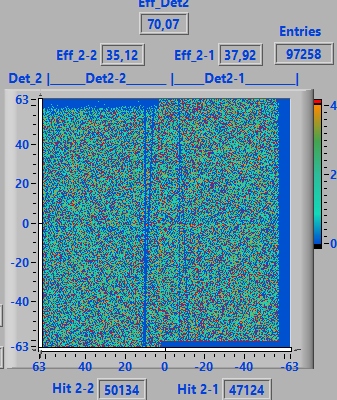 Eff_Det2
70,07
Entries
Eff_2-2 35,12 Eff_2-1 37,92 97258
Det_2 |_____Det2-2_____|_____Det2-1_____|
63
40
20
0
-20
-40
-63
4
2
0
63 40 20 0 -20 -40 -63
Hit 2-2 50134 Hit 2-1 47124